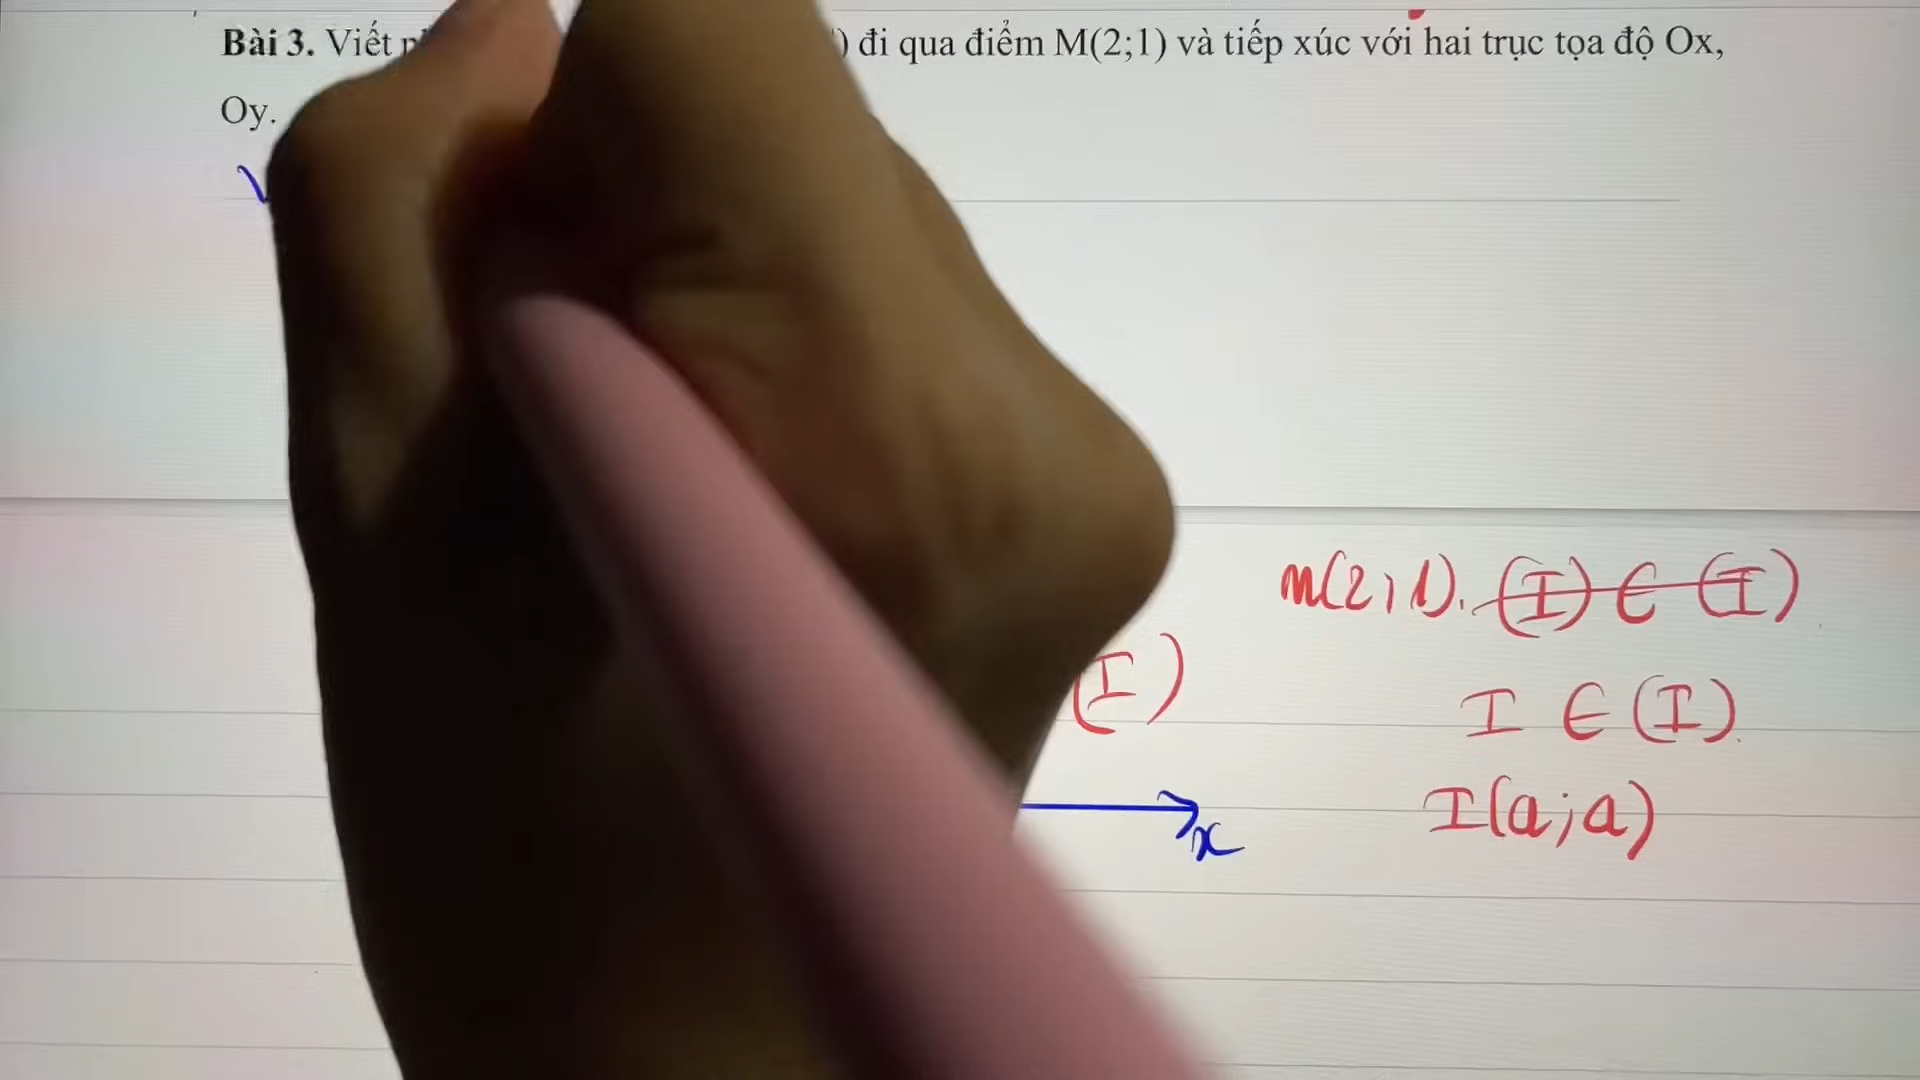 Bài 3. Viết ) đi qua điểm M(2;1) và tiếp xúc với hai trục tọa độ Ox,
Oy.
M(2;1). (I) ∈ (I)
(I)
I ∈ (I).
I(a;a)
x